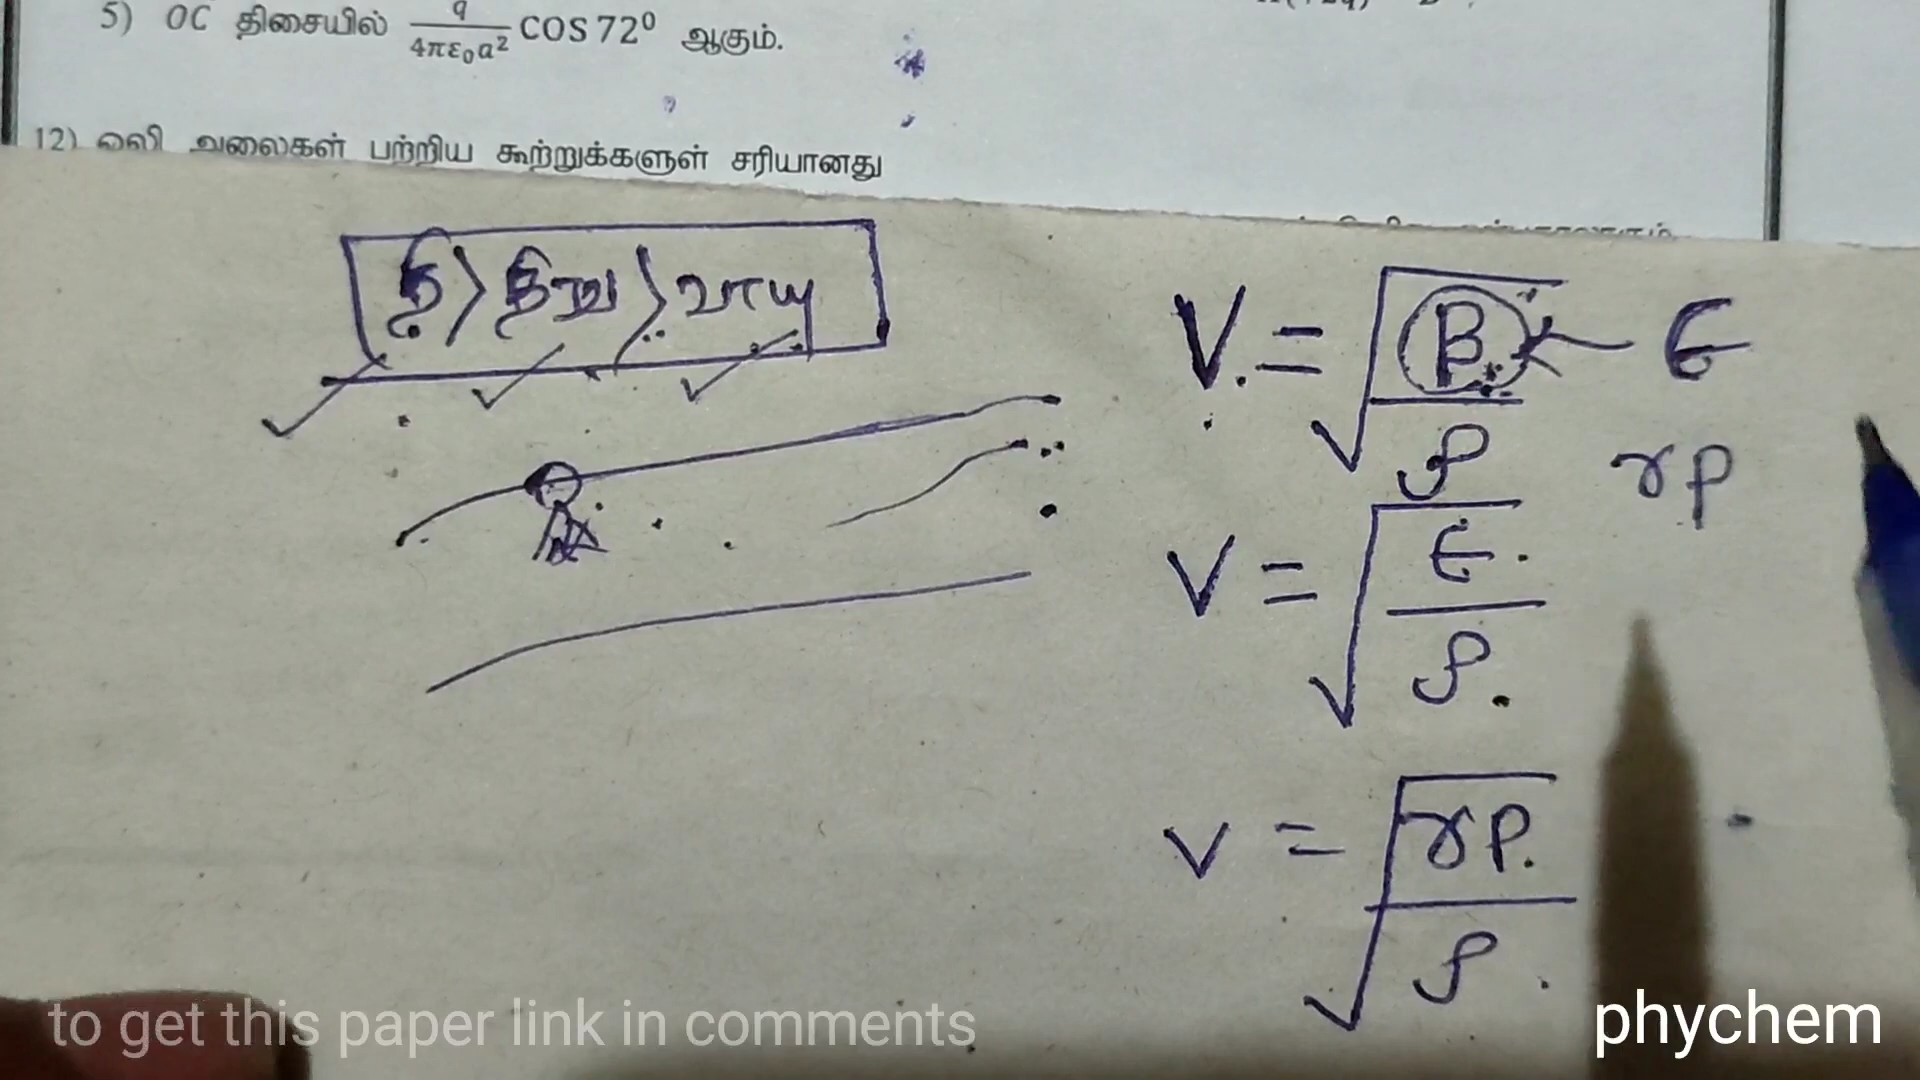 5) OC திசையில் q/4πε₀a² COS 72⁰ ஆகும்.
12) ஒலி அலைகள் பற்றிய கூற்றுக்களுள் சரியானது
தி > திரவ > வாயு
V = √B/ρ ← E
γP
V = √E/ρ
V = √γP/ρ
to get this paper link in comments
phychem